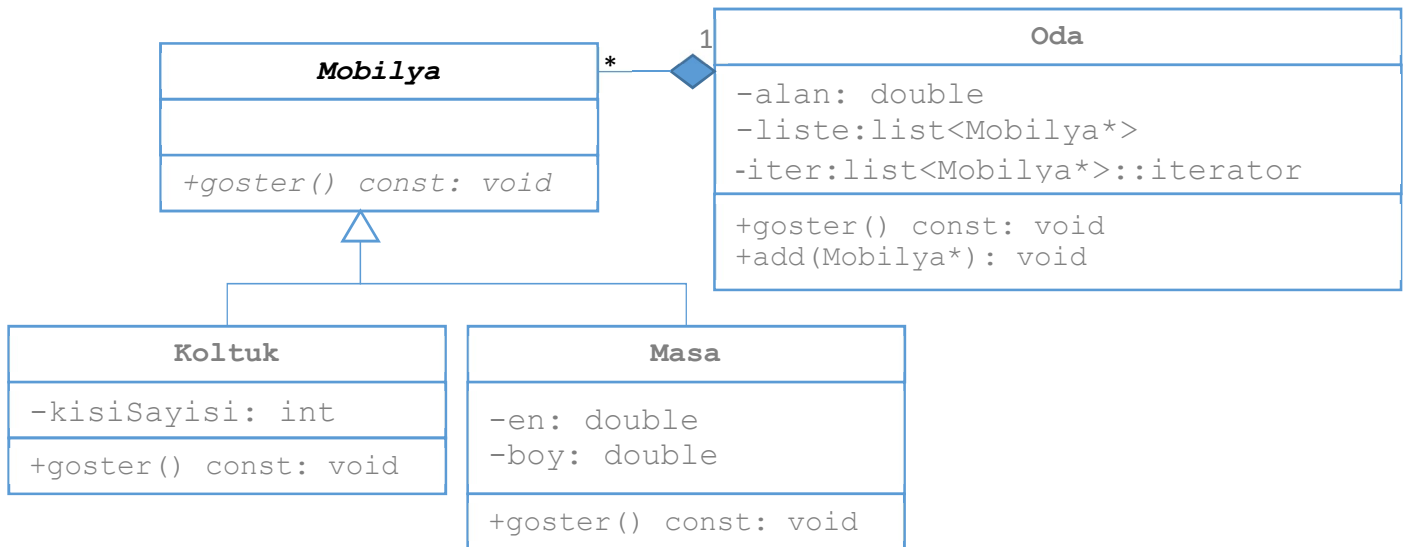 Mobilya
+goster() const: void
*
1
Oda
-alan: double
-liste:list<Mobilya*>
-iter:list<Mobilya*>::iterator
+goster() const: void
+add(Mobilya*): void
Koltuk
-kisiSayisi: int
+goster() const: void
Masa
-en: double
-boy: double
+goster() const: void